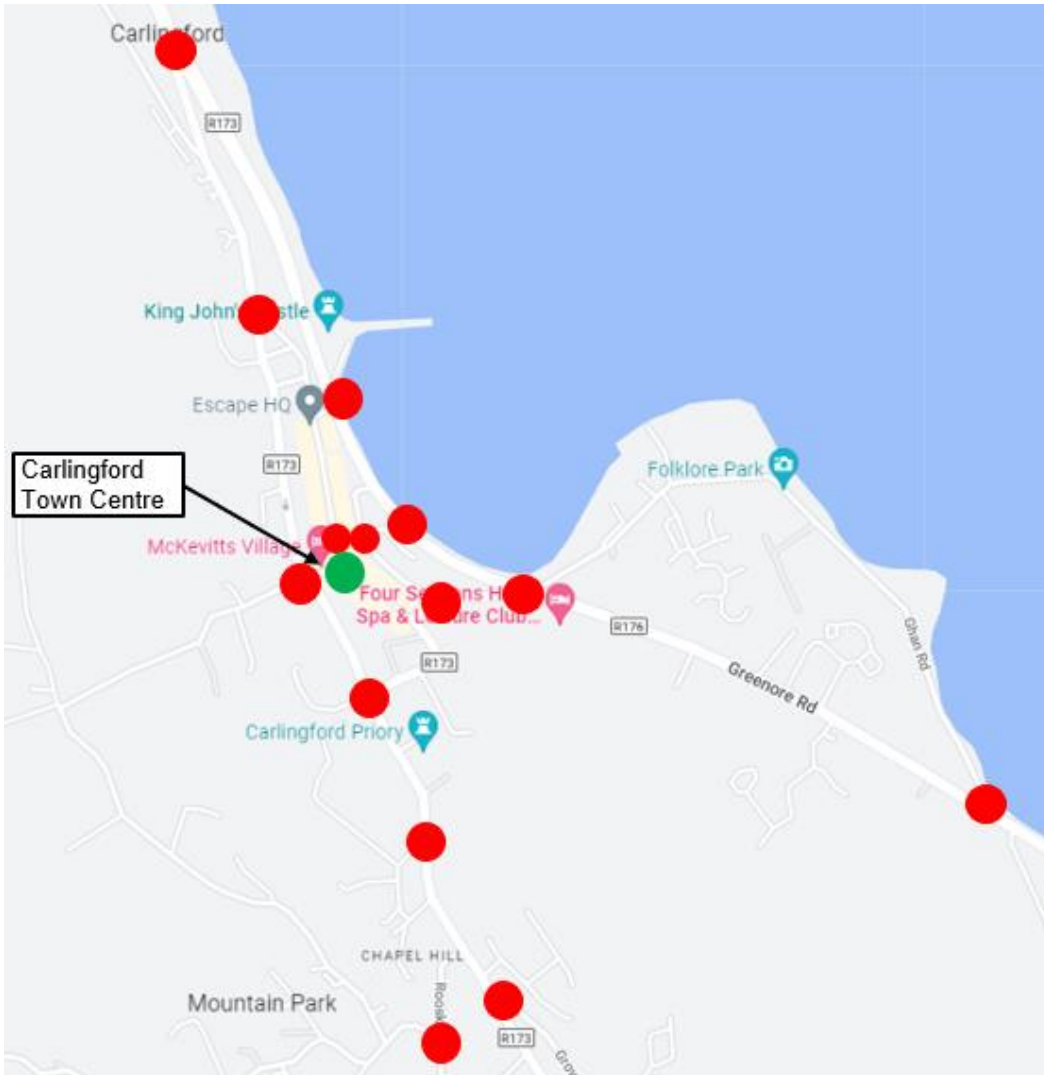 Carlingford
R173
King John's Castle
Escape HQ
R173
Folklore Park
Carlingford
Town Centre
McKevitts Village
Four Seasons
Spa & Leisure Club...
R176
R173
Ghan Rd
Greenore Rd
Carlingford Priory
CHAPEL HILL
Mountain Park
R173